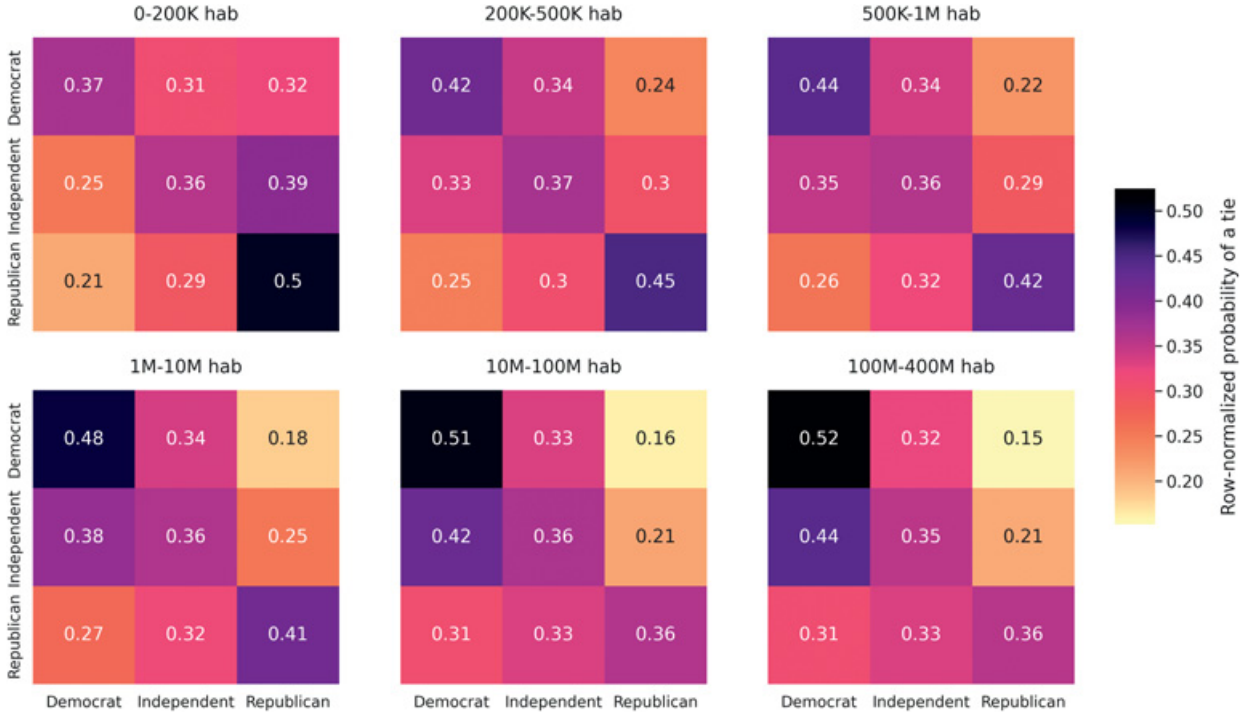 0-200K hab 200K-500K hab 500K-1M hab
Democrat 0.37 0.31 0.32 0.42 0.34 0.24 0.44 0.34 0.22
Independent 0.25 0.36 0.39 0.33 0.37 0.3 0.35 0.36 0.29
Republican 0.21 0.29 0.5 0.25 0.3 0.45 0.26 0.32 0.42
1M-10M hab 10M-100M hab 100M-400M hab
Democrat 0.48 0.34 0.18 0.51 0.33 0.16 0.52 0.32 0.15
Independent 0.38 0.36 0.25 0.42 0.36 0.21 0.44 0.35 0.21
Republican 0.27 0.32 0.41 0.31 0.33 0.36 0.31 0.33 0.36
Democrat Independent Republican Democrat Independent Republican Democrat Independent Republican
0.50
0.45
0.40
0.35
0.30
0.25
0.20
Row-normalized probability of a tie